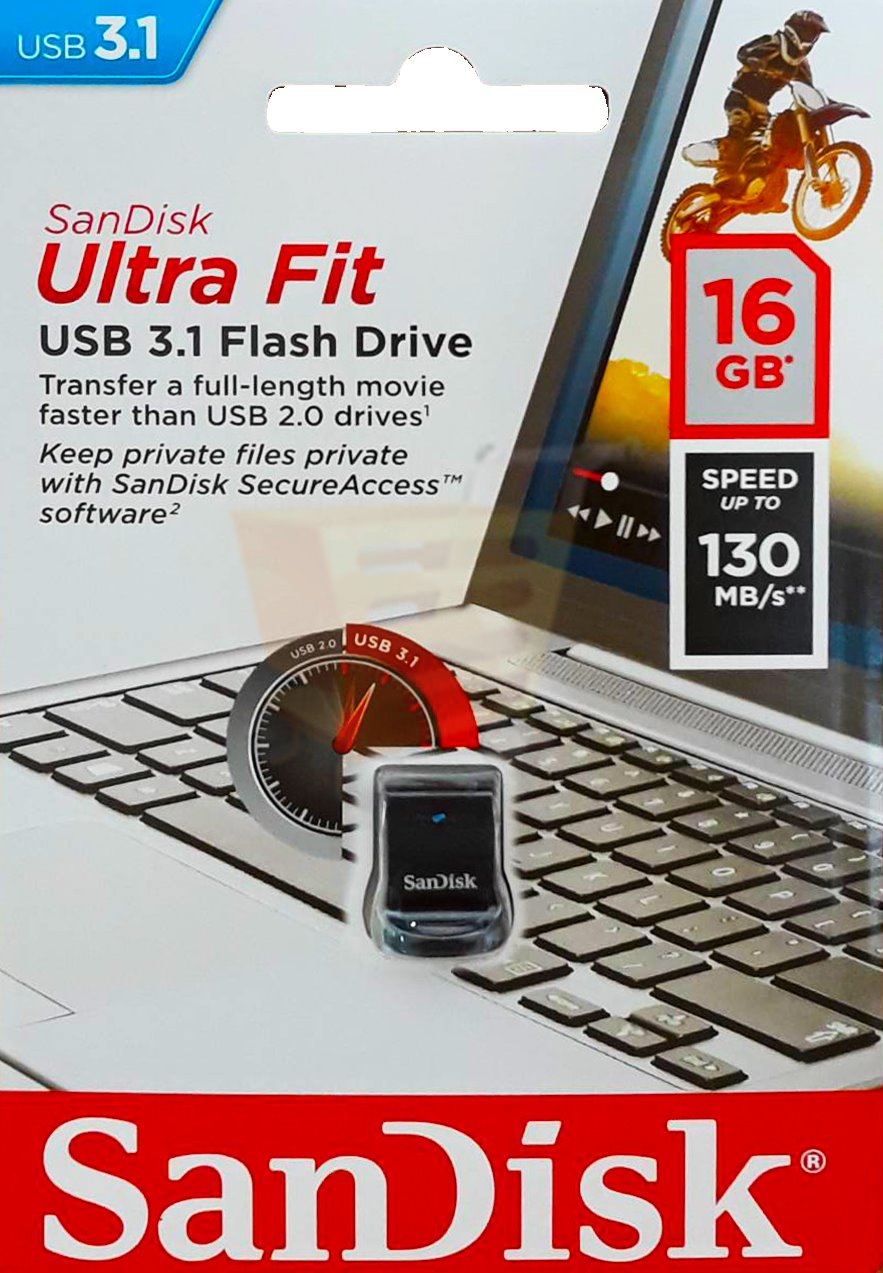 USB 3.1
SanDisk
Ultra Fit
USB 3.1 Flash Drive
Transfer a full-length movie
faster than USB 2.0 drives¹
Keep private files private
with SanDisk SecureAccess™
software²
16
GB*
SPEED
UP TO
130
MB/s**
USB 2.0
USB 3.1
SanDisk
SanDisk®